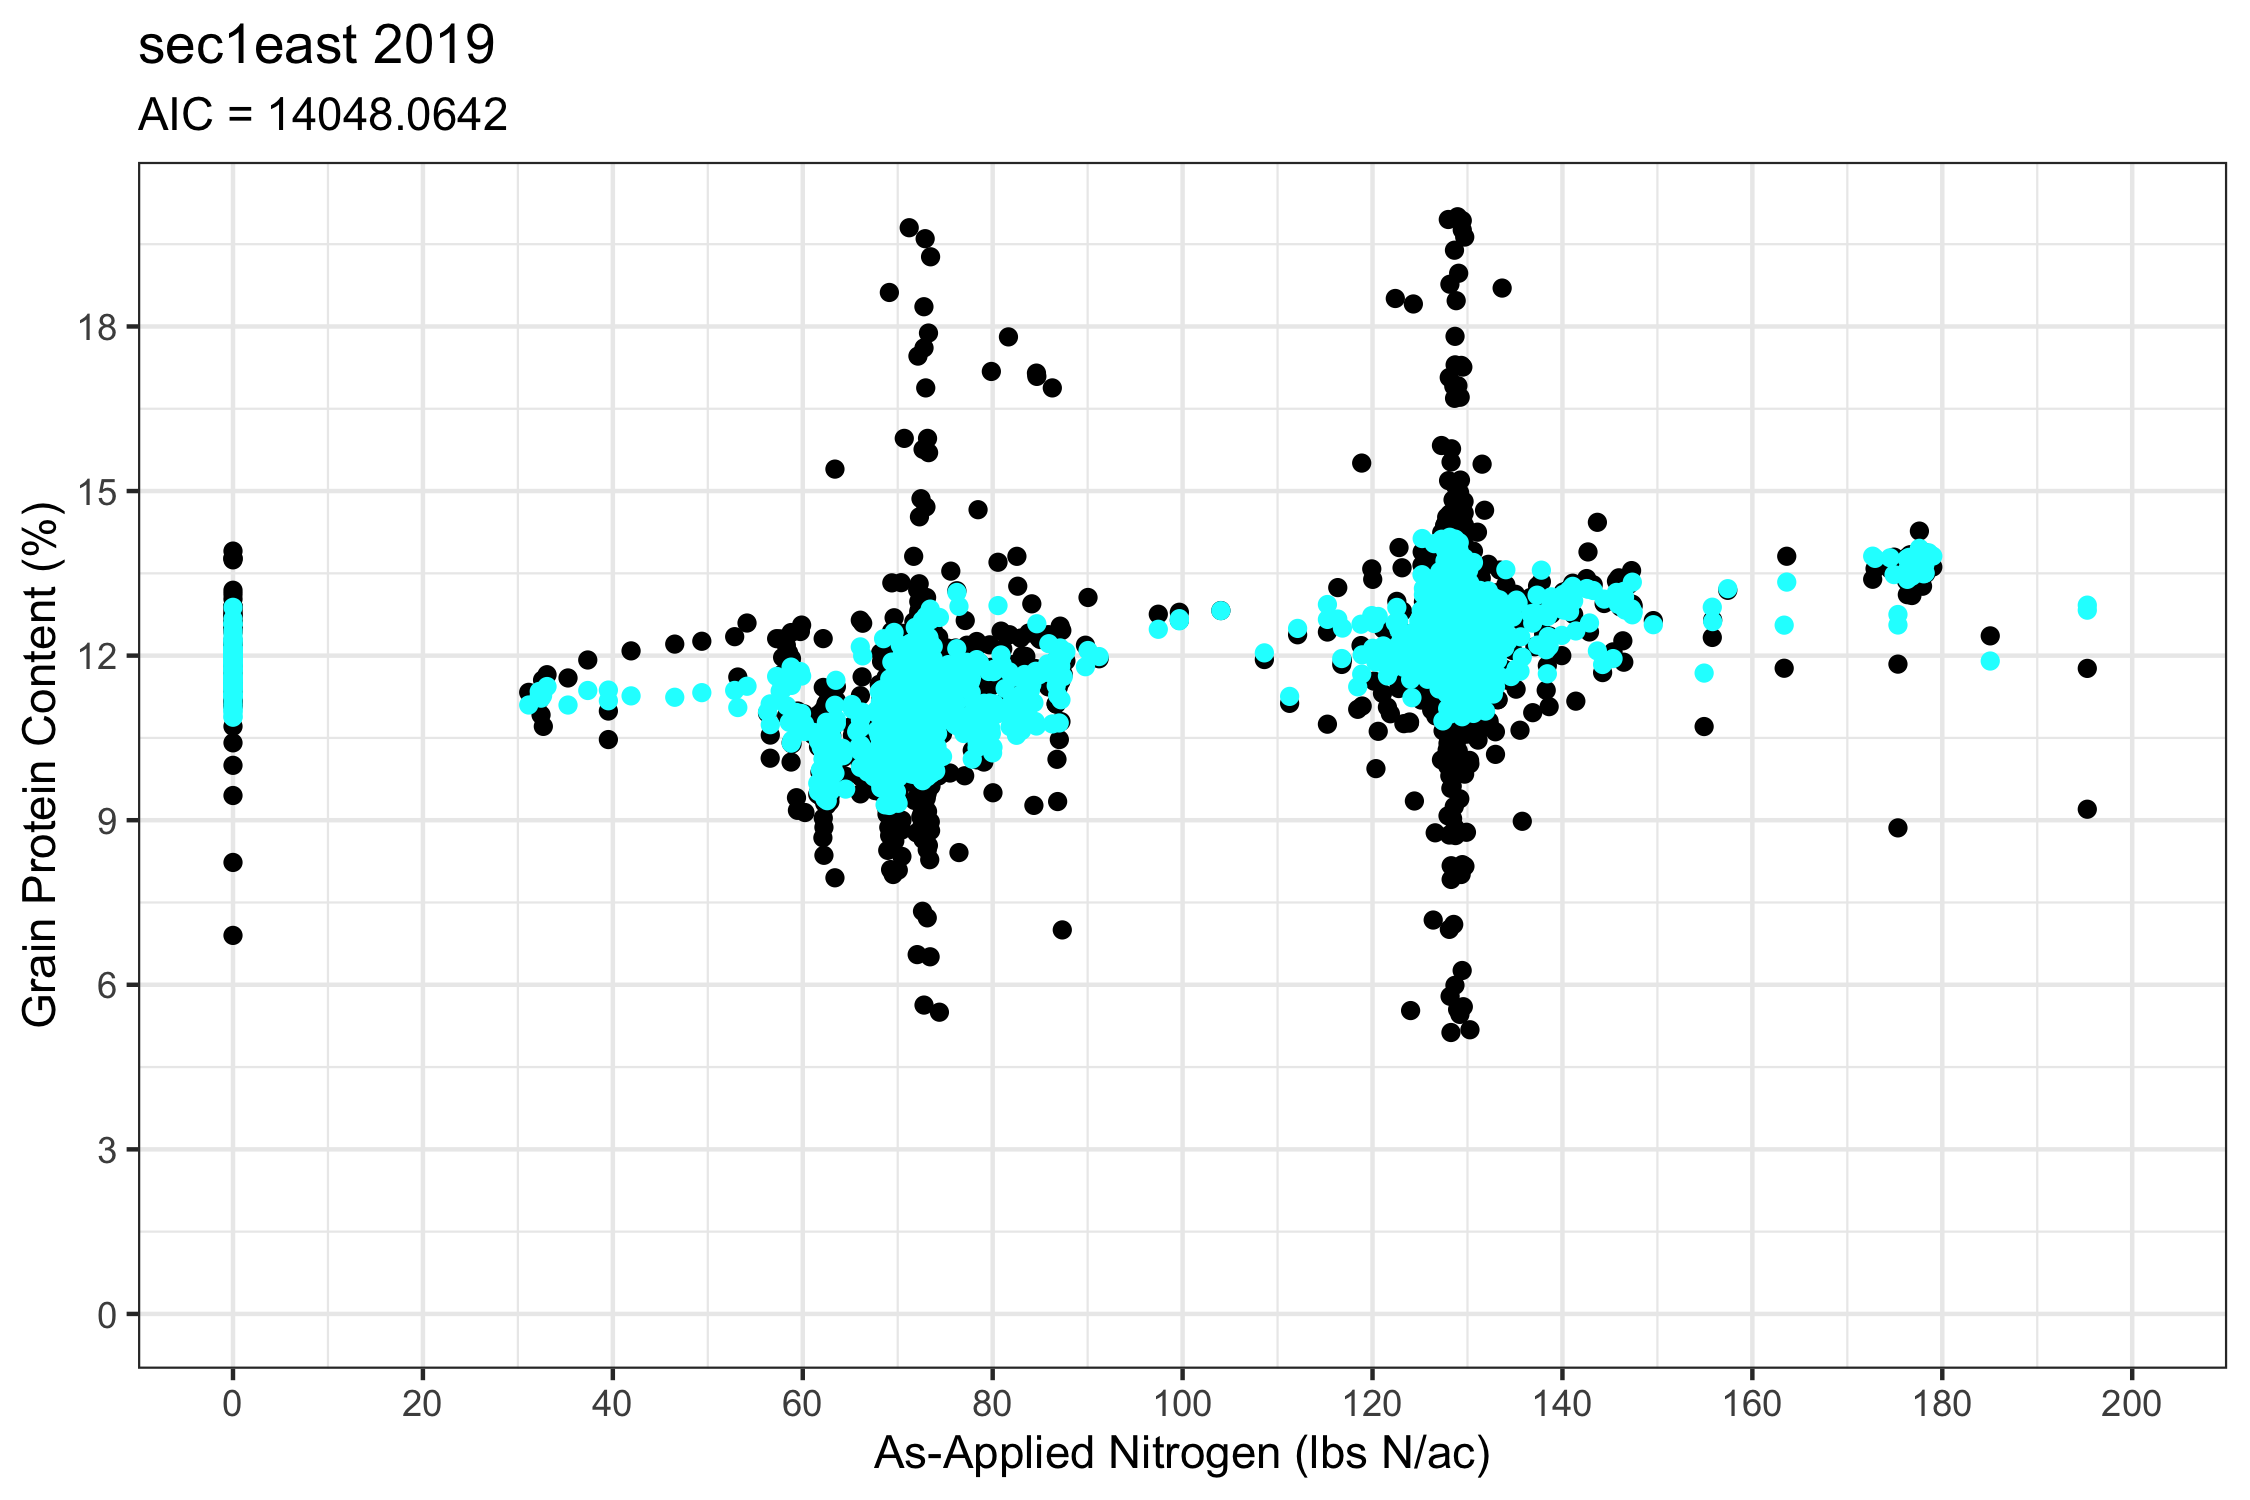 sec1east 2019
AIC = 14048.0642
Grain Protein Content (%)
18
15
12
9
6
3
0
0 20 40 60 80 100 120 140 160 180 200
As-Applied Nitrogen (lbs N/ac)